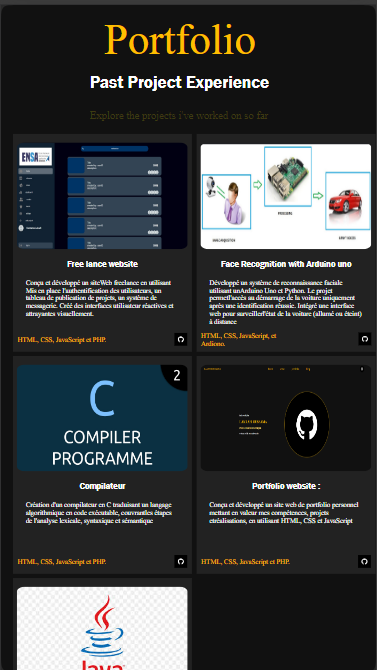 Portfolio
Past Project Experience
Explore the projects i've worked on so far
ENSA
Free lance website
Conçu et développé un siteWeb freelance en utilisant
Mis en place l'authentification des utilisateurs, un
tableau de publication de projets, un système de
messagerie. Créé des interfaces utilisateur réactives et
attrayantes visuellement.
HTML, CSS, JavaScript et PHP.
Face Recognition with Arduino uno
Développé un système de reconnaissance faciale
utilisant unArduino Uno et Python. Le projet
permetl'accès au démarrage de la voiture uniquement
après une identification réussie. Intégré une interface
web pour surveillerl'état de la voiture (allumé ou éteint)
à distance
HTML, CSS, JavaScript, et
Ardiono.
2
C
COMPILER
PROGRAMME
Compilateur
Création d'un compilateur en C traduisant un langage
algorithmique en code exécutable, couvrantles étapes
de l'analyse lexicale, syntaxique et sémantique
HTML, CSS, JavaScript et PHP.
Portfolio website :
Conçu et développé un site web de portfolio personnel
mettant en valeur mes compétences, projets
etréalisations, en utilisant HTML, CSS et JavaScript
HTML, CSS, JavaScript et PHP.
Java